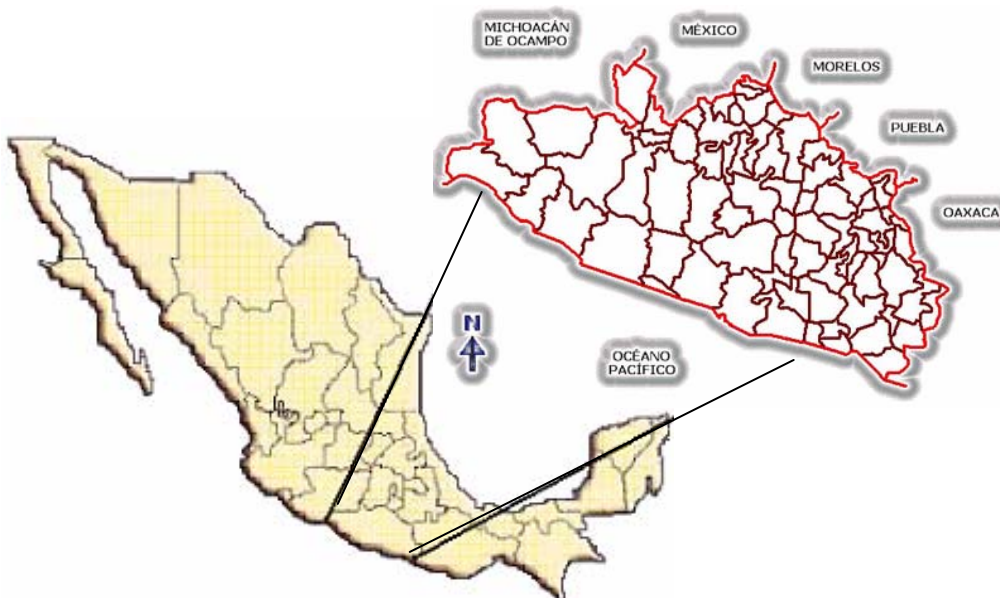 MICHOACÁN
DE OCAMPO
MÉXICO
MORELOS
PUEBLA
OAXACA
N
OCÉANO
PACÍFICO